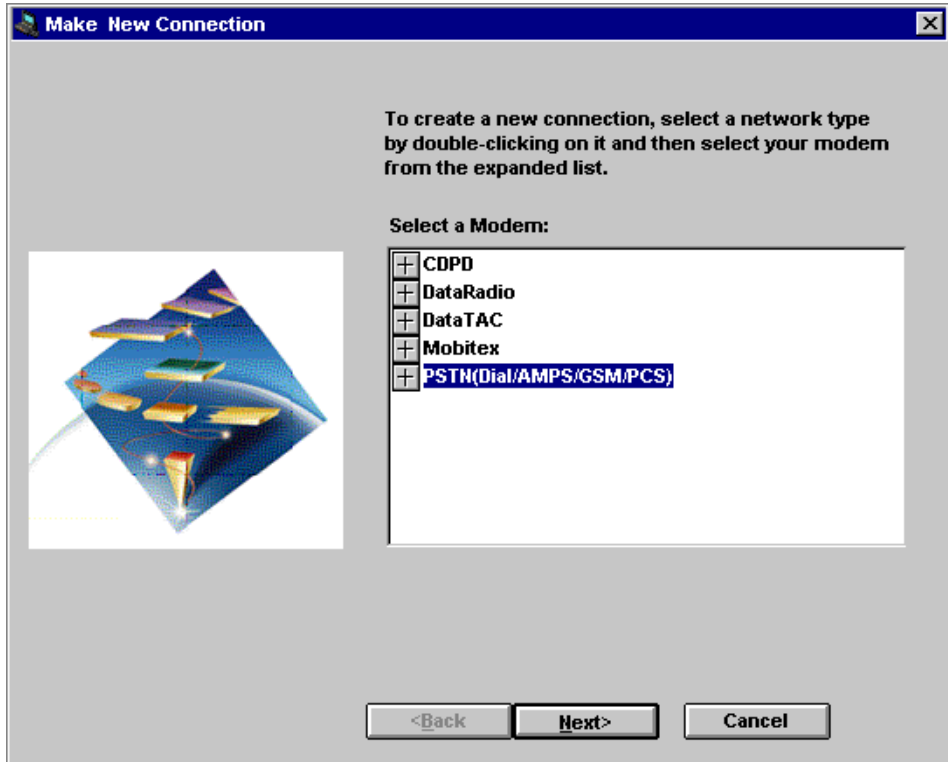 Make New Connection
To create a new connection, select a network type
by double-clicking on it and then select your modem
from the expanded list.
Select a Modem:
CDPD
DataRadio
DataTAC
Mobitex
PSTN(Dial/AMPS/GSM/PCS)
<Back
Next>
Cancel